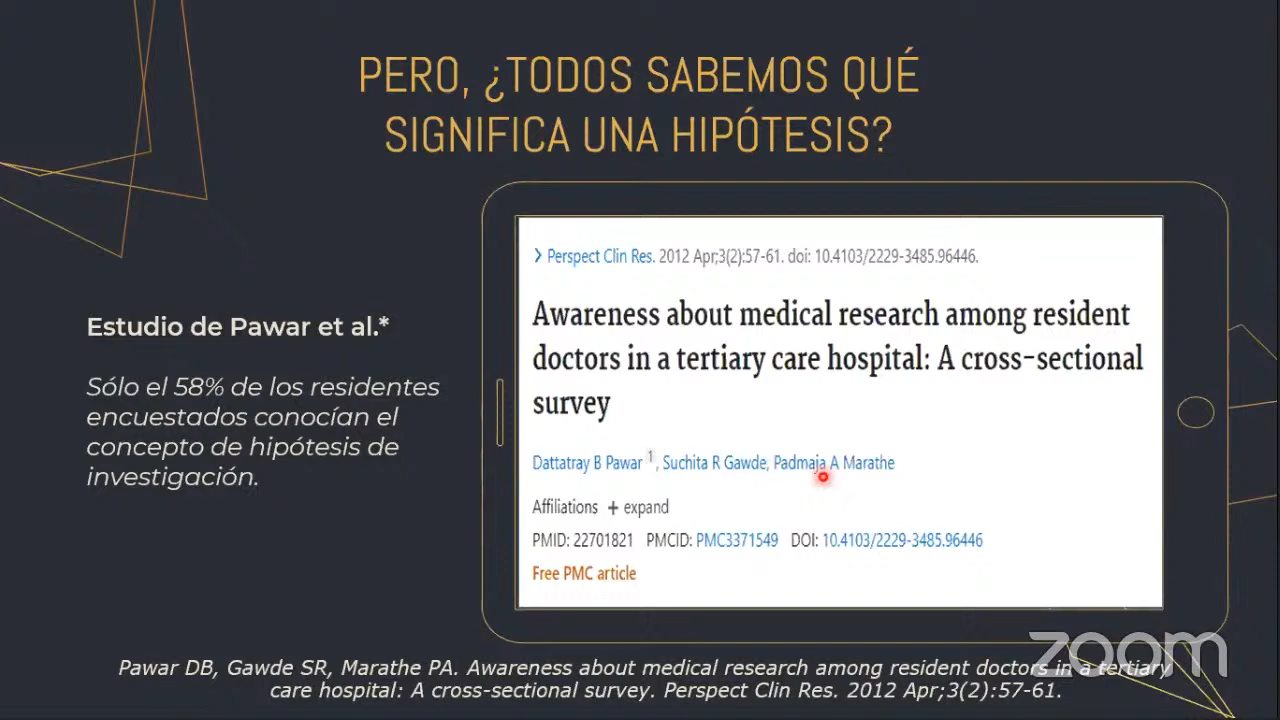 PERO, ¿TODOS SABEMOS QUÉ
SIGNIFICA UNA HIPÓTESIS?
Estudio de Pawar et al.*
Sólo el 58% de los residentes
encuestados conocían el
concepto de hipótesis de
investigación.
Perspect Clin Res. 2012 Apr;3(2):57-61. doi: 10.4103/2229-3485.96446.
Awareness about medical research among resident
doctors in a tertiary care hospital: A cross-sectional
survey
Dattatray B Pawar 1, Suchita R Gawde, Padmaja A Marathe
Affiliations + expand
PMID: 22701821 PMCID: PMC3371549 DOI: 10.4103/2229-3485.96446
Free PMC article
Pawar DB, Gawde SR, Marathe PA. Awareness about medical research among resident doctors in a tertiary
care hospital: A cross-sectional survey. Perspect Clin Res. 2012 Apr;3(2):57-61.
zoom